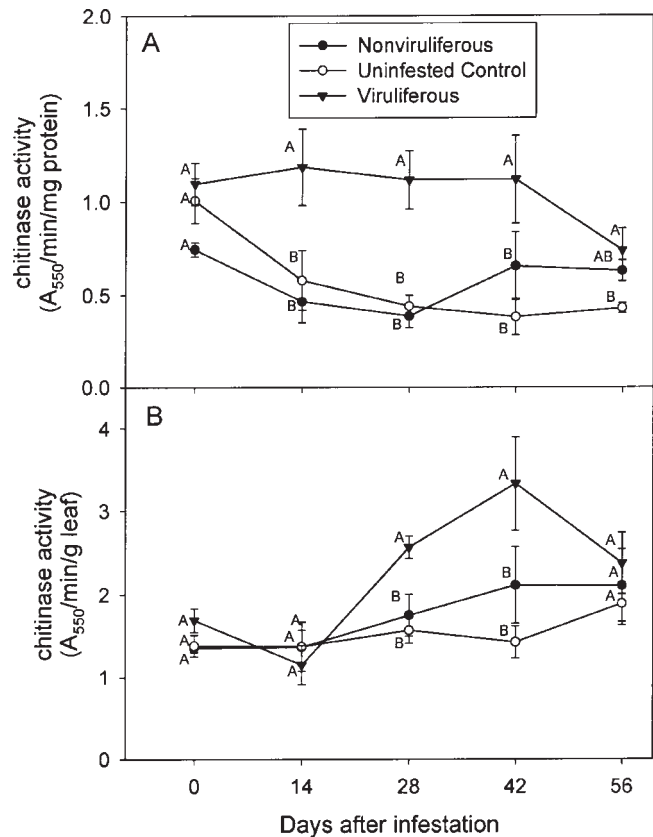 A
Nonviruliferous
Uninfested Control
Viruliferous
2.0
1.5
1.0
0.5
0.0
chitinase activity
(A550/min/mg protein)
A
A
A
A
B
B
A
B
B
A
B
B
A
AB
B
B
4
3
2
1
0
chitinase activity
(A550/min/g leaf)
A
A
A
A
A
A
A
B
B
A
B
B
A
A
A
0
14
28
42
56
Days after infestation